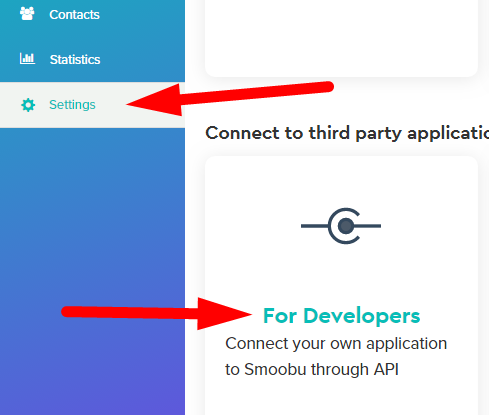 Contacts
Statistics
Settings
Connect to third party applicatio
For Developers
Connect your own application
to Smoobu through API